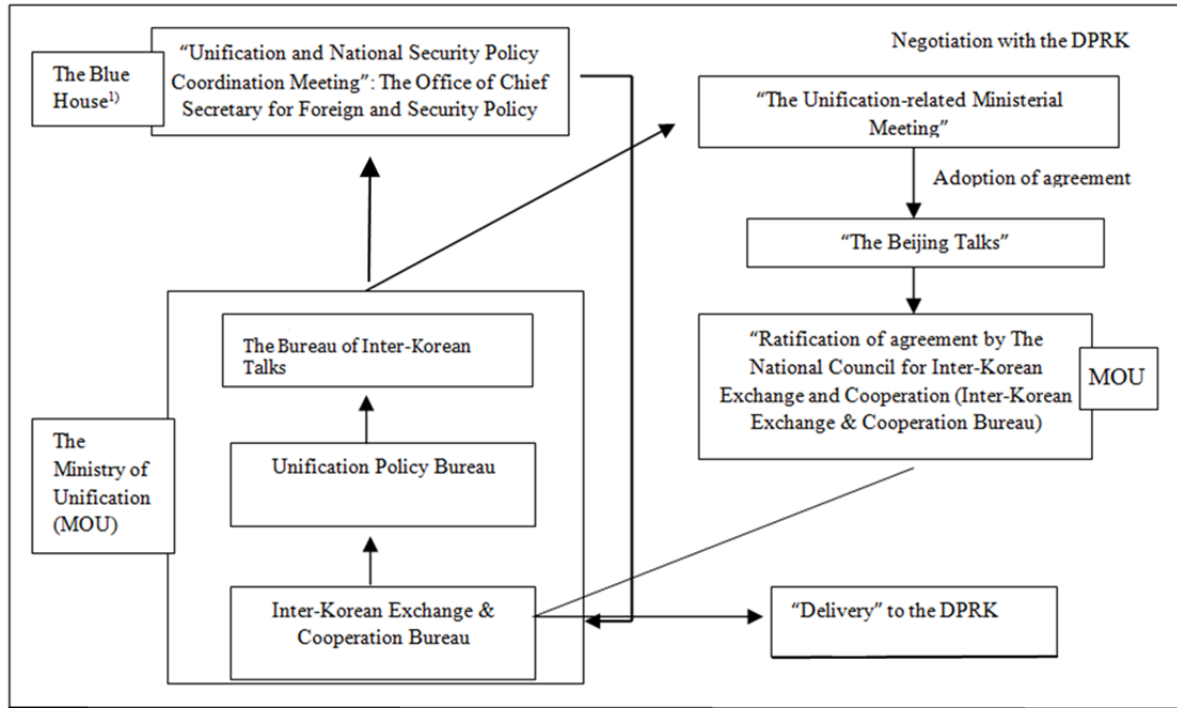 The Blue
House1)
“Unification and National Security Policy
Coordination Meeting”: The Office of Chief
Secretary for Foreign and Security Policy
Negotiation with the DPRK
“The Unification-related Ministerial
Meeting”
Adoption of agreement
“The Beijing Talks”
“Ratification of agreement by The
National Council for Inter-Korean
Exchange and Cooperation (Inter-Korean
Exchange & Cooperation Bureau)
MOU
The
Ministry of
Unification
(MOU)
The Bureau of Inter-Korean
Talks
Unification Policy Bureau
Inter-Korean Exchange &
Cooperation Bureau
“Delivery” to the DPRK